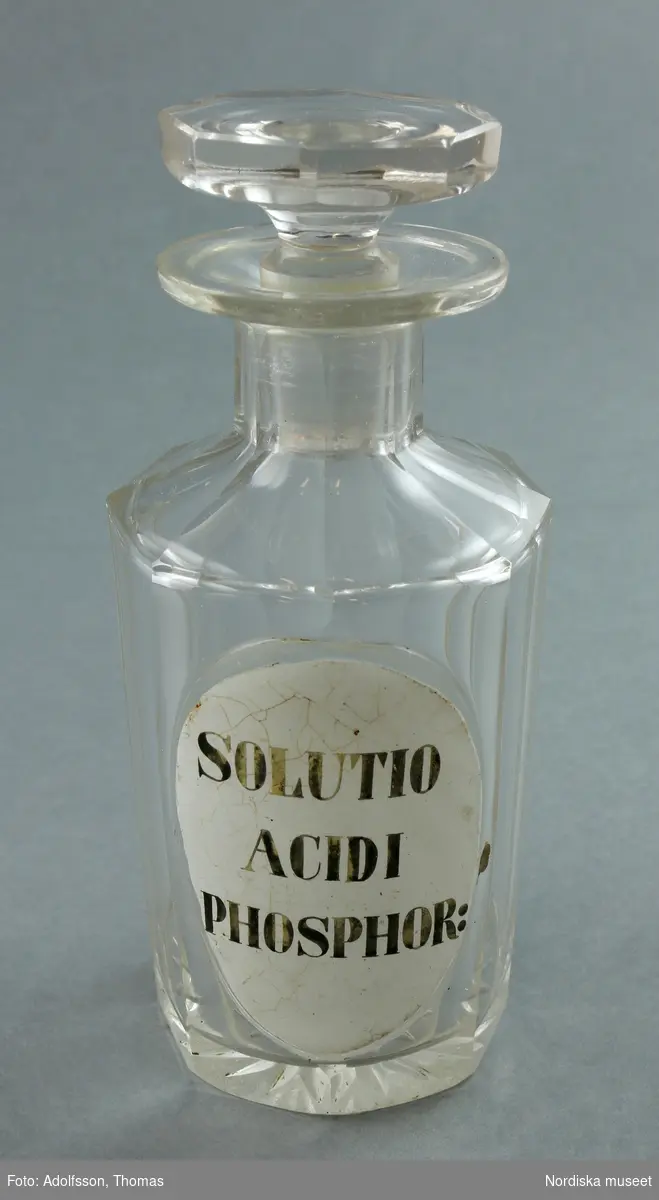 SOLUTIO
ACIDI
PHOSPHOR:
Foto: Adolfsson, Thomas
Nordiska museet